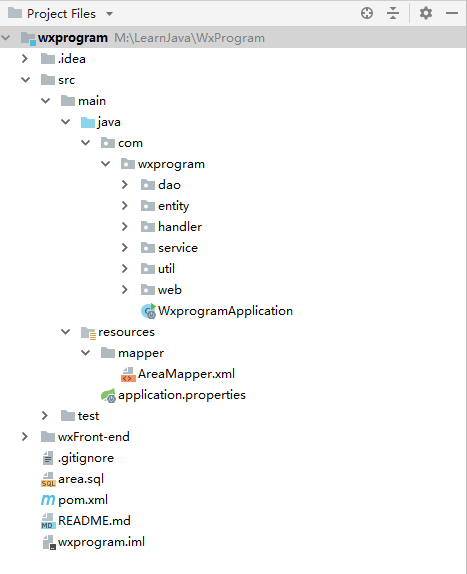 Project Files
wxprogram M:\LearnJava\WxProgram
.idea
src
main
java
com
wxprogram
dao
entity
handler
service
util
web
WxprogramApplication
resources
mapper
AreaMapper.xml
application.properties
test
wxFront-end
.gitignore
area.sql
pom.xml
README.md
wxprogram.iml